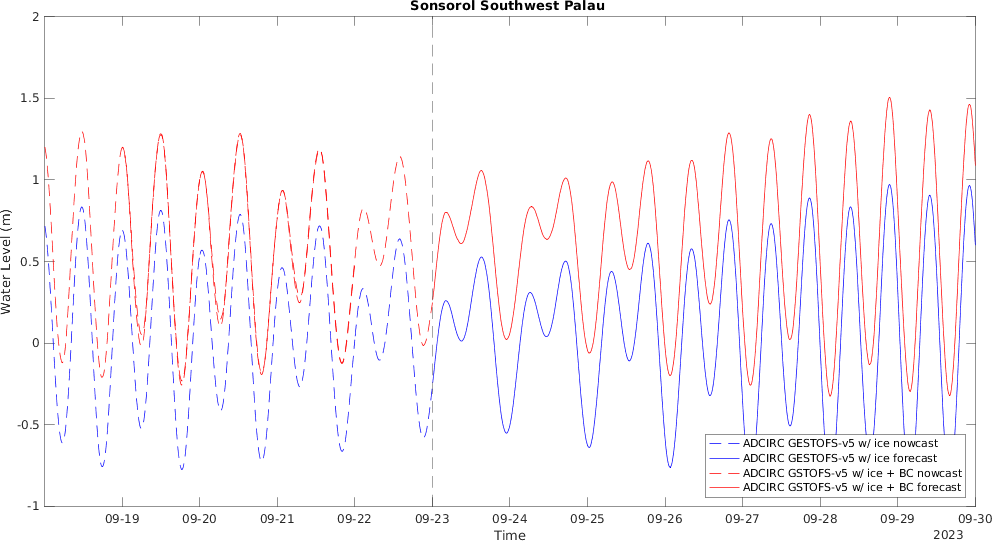 Sonsorol Southwest Palau
Water Level (m)
2
1.5
1
0.5
0
-0.5
-1
09-19 09-20 09-21 09-22 09-23 09-24 09-25 09-26 09-27 09-28 09-29 09-30
Time
2023
ADCIRC GESTOFS-v5 w/ ice nowcast
ADCIRC GESTOFS-v5 w/ ice forecast
ADCIRC GSTOFS-v5 w/ ice + BC nowcast
ADCIRC GSTOFS-v5 w/ ice + BC forecast